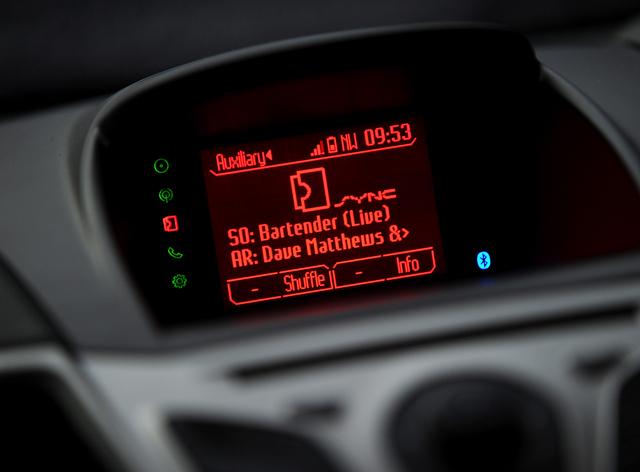 Auxiliary NW 09:53
SYNC
SO: Bartender (Live)
AR: Dave Matthews &>
- Shuffle - Info